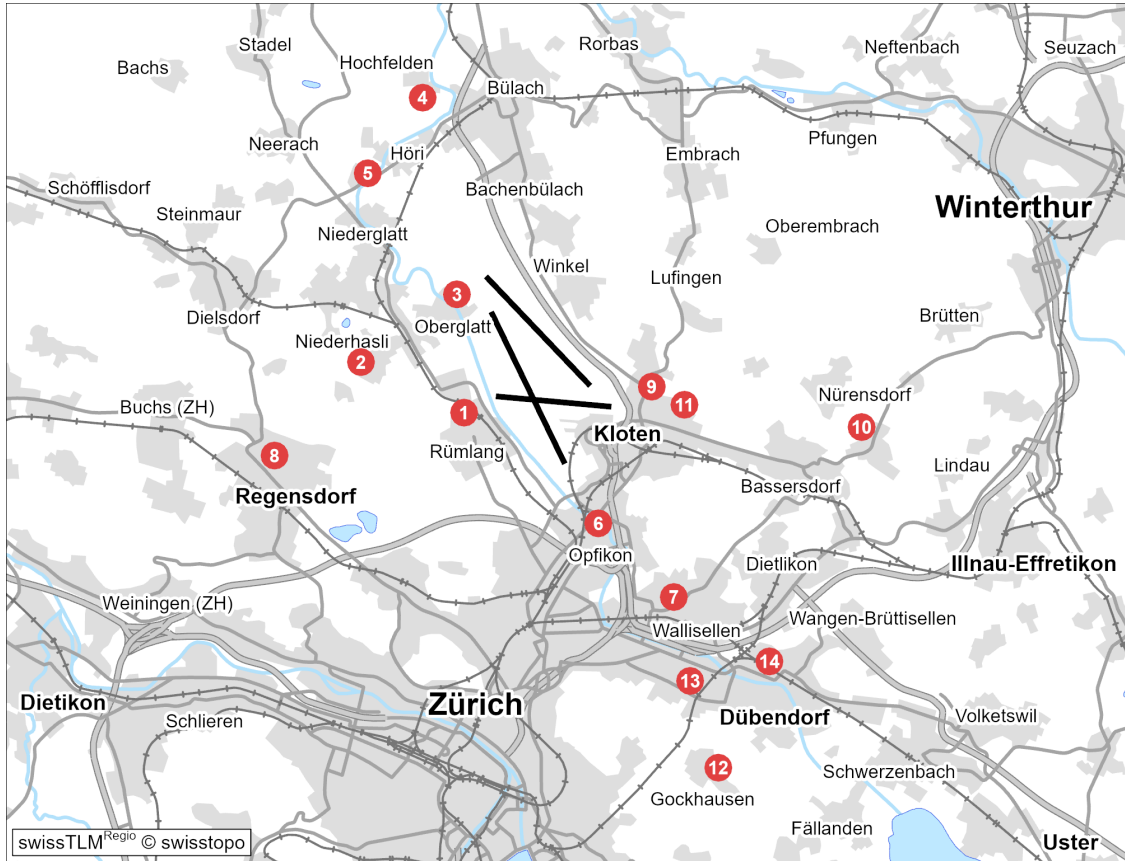 Stadel
Rorbas
Neftenbach
Seuzach
Hochfelden
Bachs
4
Bülach
Neerach
Höri
Pfungen
Embrach
5
Schöfflisdorf
Bachenbülach
Steinmaur
Winterthur
Niederglatt
Oberembrach
Winkel
Lufingen
3
Dielsdorf
Oberglatt
Brütten
Niederhasli
2
9
Nürensdorf
11
Buchs (ZH)
1
10
Kloten
8
Rümlang
Lindau
Regensdorf
Bassersdorf
6
Opfikon
Dietlikon
Illnau-Effretikon
7
Weiningen (ZH)
Wallisellen
Wangen-Brüttisellen
14
13
Dietikon
Zürich
Schlieren
Dübendorf
Volketswil
12
Schwerzenbach
Gockhausen
Fällanden
Uster
swissTLMRegio © swisstopo